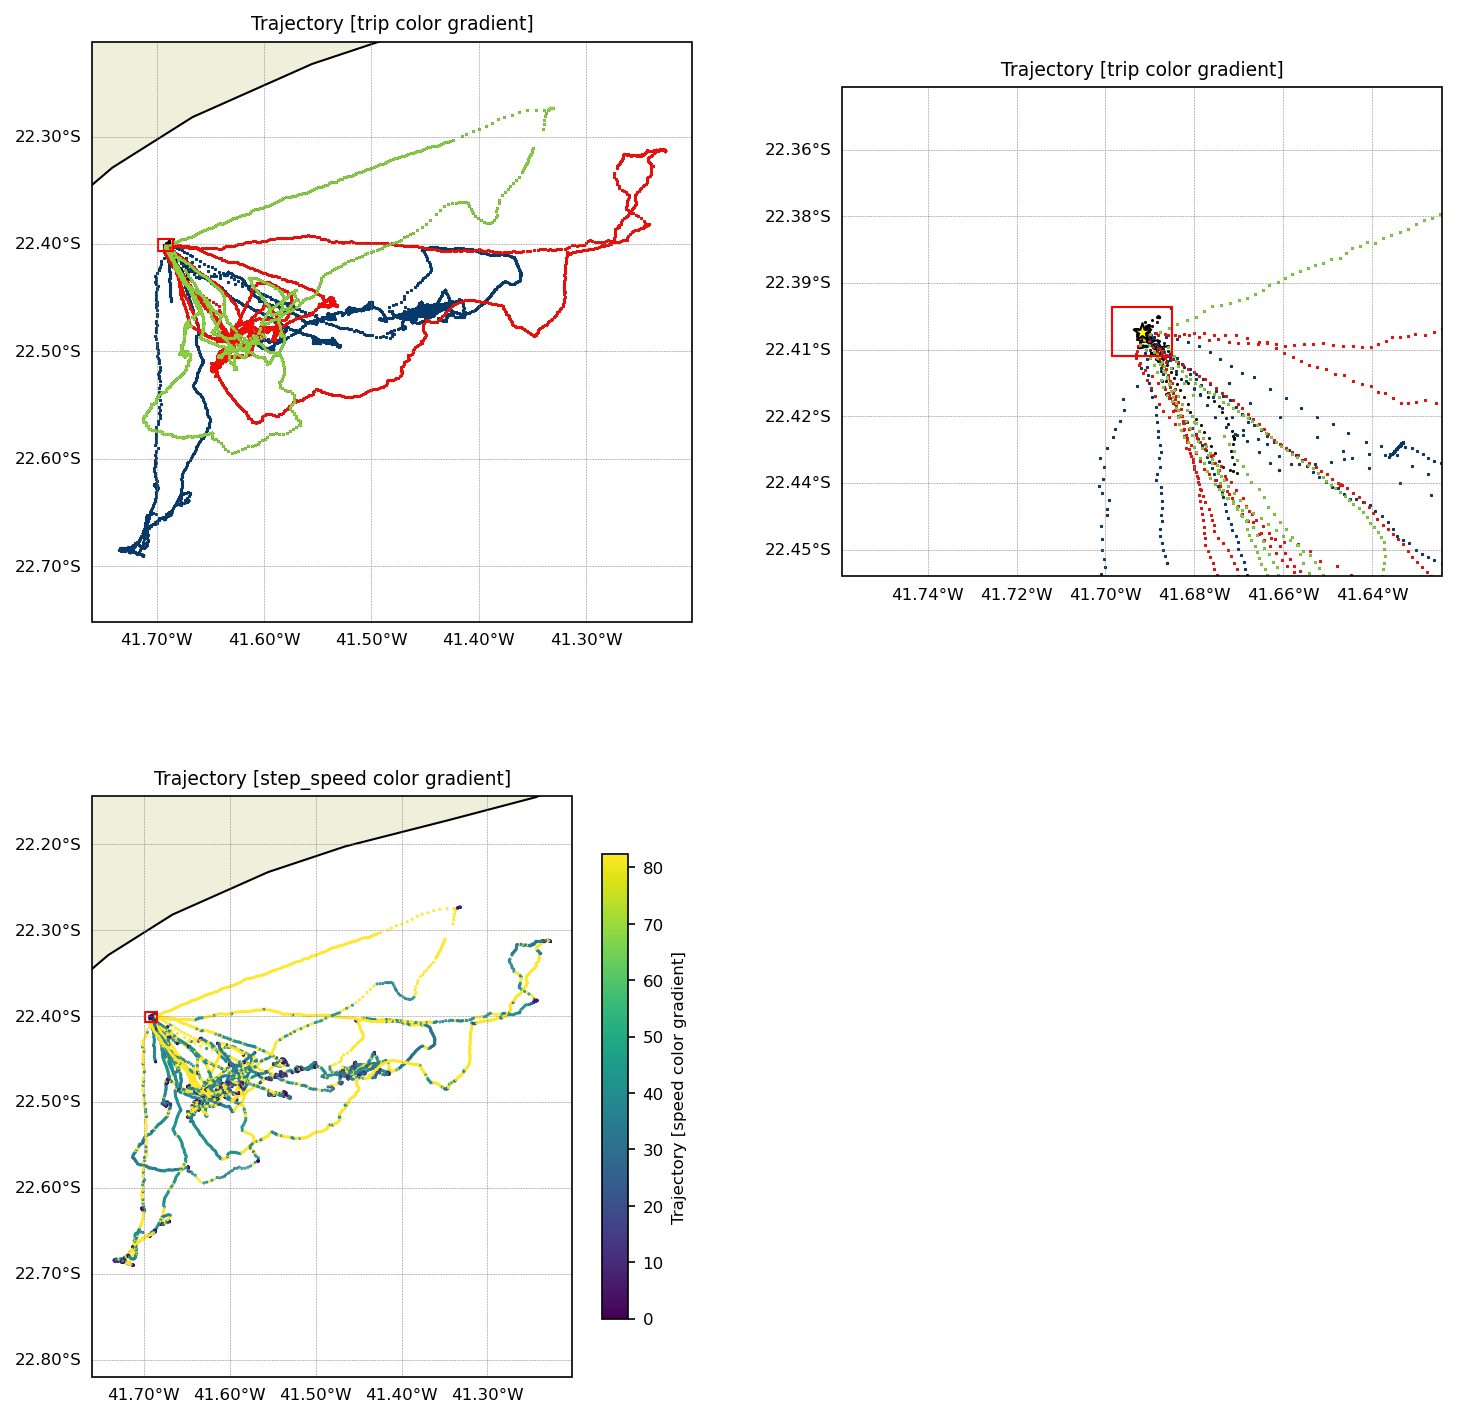 Trajectory [trip color gradient]
22.30°S
22.40°S
22.50°S
22.60°S
22.70°S
41.70°W 41.60°W 41.50°W 41.40°W 41.30°W
Trajectory [trip color gradient]
22.36°S
22.38°S
22.39°S
22.41°S
22.42°S
22.44°S
22.45°S
41.74°W 41.72°W 41.70°W 41.68°W 41.66°W 41.64°W
Trajectory [step_speed color gradient]
22.20°S
22.30°S
22.40°S
22.50°S
22.60°S
22.70°S
22.80°S
41.70°W 41.60°W 41.50°W 41.40°W 41.30°W
80
70
60
50
40
30
20
10
0
Trajectory [speed color gradient]